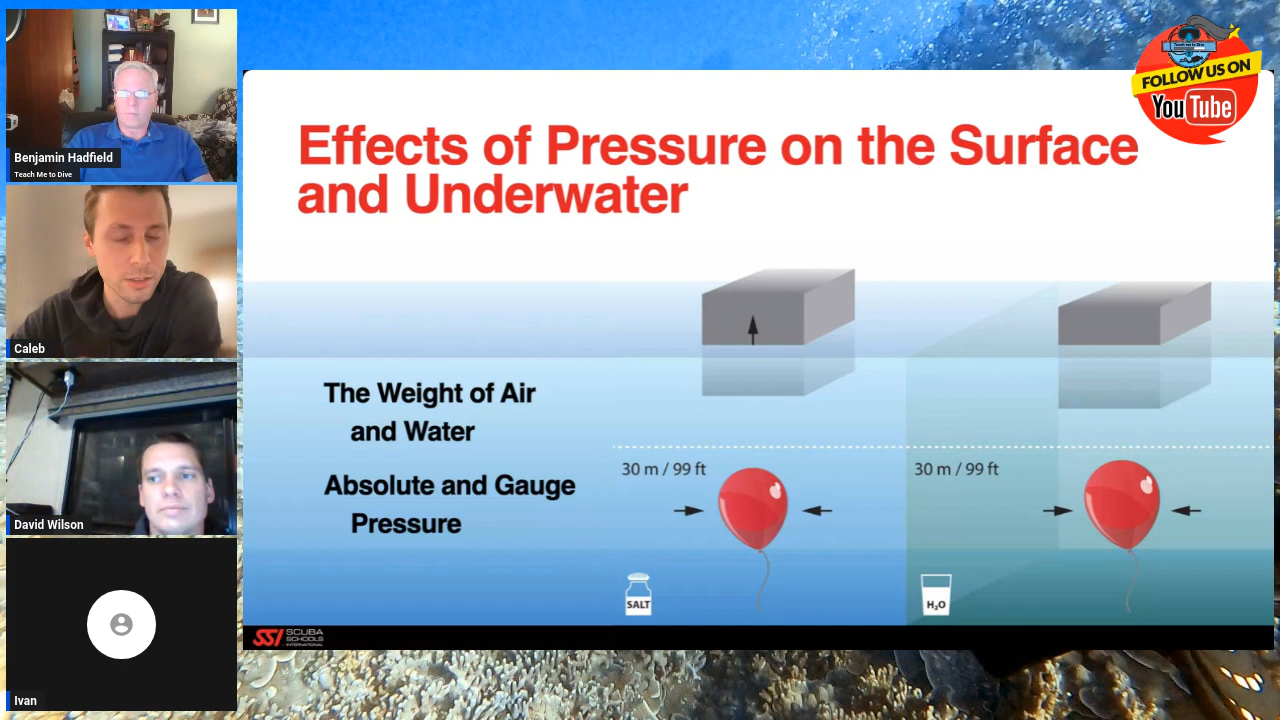 Benjamin Hadfield
Teach Me to Dive
Caleb
David Wilson
Ivan
FOLLOW US ON
YouTube
Effects of Pressure on the Surface
and Underwater
The Weight of Air
and Water
Absolute and Gauge
Pressure
30 m / 99 ft
30 m / 99 ft
SALT
H₂O
SSI SCUBA
SCHOOLS
INTERNATIONAL